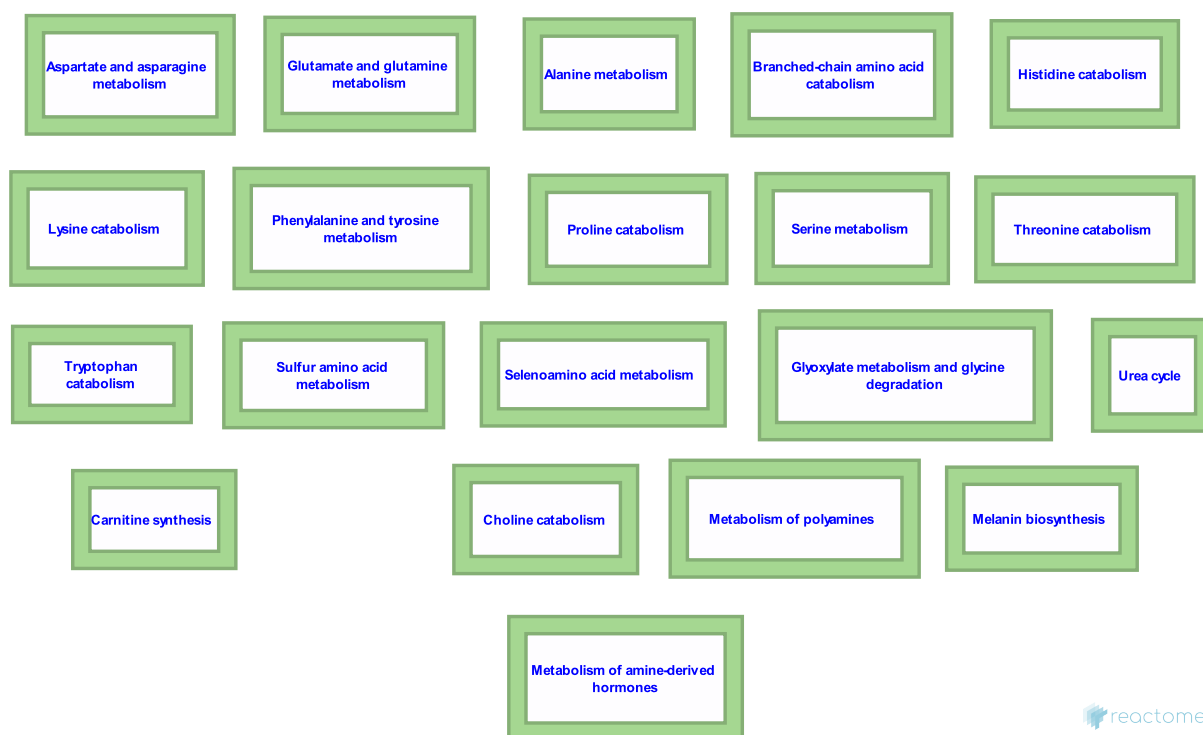 Aspartate and asparagine
metabolism
Glutamate and glutamine
metabolism
Alanine metabolism
Branched-chain amino acid
catabolism
Histidine catabolism
Lysine catabolism
Phenylalanine and tyrosine
metabolism
Proline catabolism
Serine metabolism
Threonine catabolism
Tryptophan
catabolism
Sulfur amino acid
metabolism
Selenoamino acid metabolism
Glyoxylate metabolism and glycine
degradation
Urea cycle
Carnitine synthesis
Choline catabolism
Metabolism of polyamines
Melanin biosynthesis
Metabolism of amine-derived
hormones
reactome